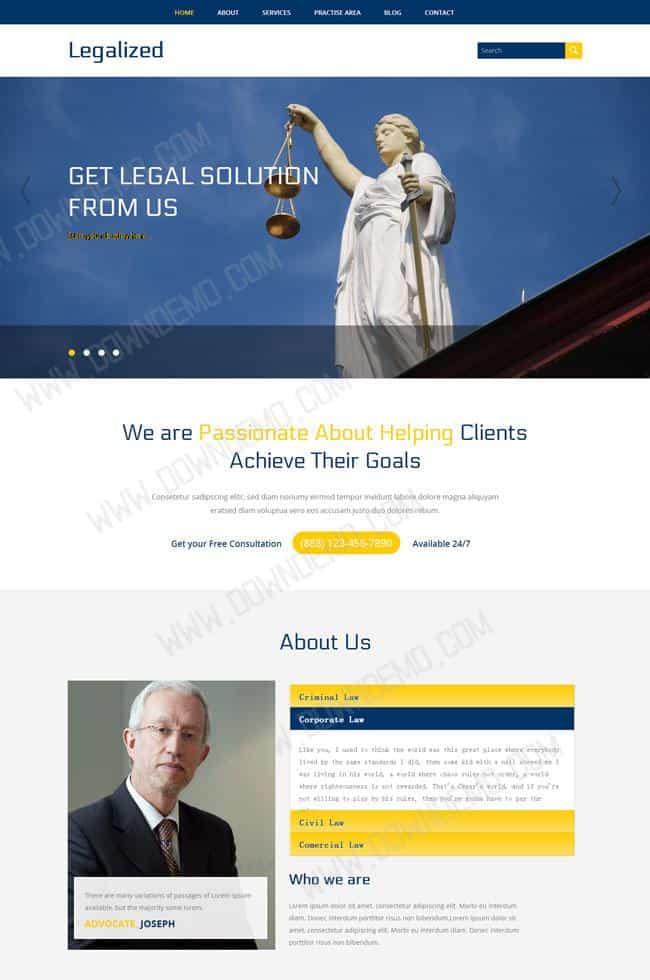 HOME ABOUT SERVICES PRACTISE AREA BLOG CONTACT
Legalized
Search
GET LEGAL SOLUTION
FROM US
We are Passionate About Helping Clients
Achieve Their Goals
Consetetur sadipscing elitr, sed diam nonumy eirmod tempor invidunt labore dolore magna aliquyam
eratsed diam voluptua vero eos accusam justo duo dolores rebum.
Get your Free Consultation (888) 123-456-7890 Available 24/7
About Us
Criminal Law
Corporate Law
Like you, I used to think the world was this great place where everybody
lived by the same standards I did, then some kid with a nail showed me I
was living in his world, a world where chaos rules not order, a world
where righteousness is not rewarded. That's Cesar's world, and if you're
not willing to play by his rules, then you're gonna have to pay the
Civil Law
Comercial Law
There are many variations of passages of Lorem Ipsum
available, but the majority some lorem.
ADVOCATE, JOSEPH
Who we are
Lorem ipsum dolor sit amet, consectetur adipiscing elit. Morbi eu interdum
diam. Donec interdum porttitor risus non bibendum.Lorem ipsum dolor sit
amet, consectetur adipiscing elit. Morbi eu interdum diam. Donec interdum
porttitor risus non bibendum.
WWW.DOWNDEMO.COM
WWW.DOWNDEMO.COM
WWW.DOWNDEMO.COM
WWW.DOWNDEMO.COM